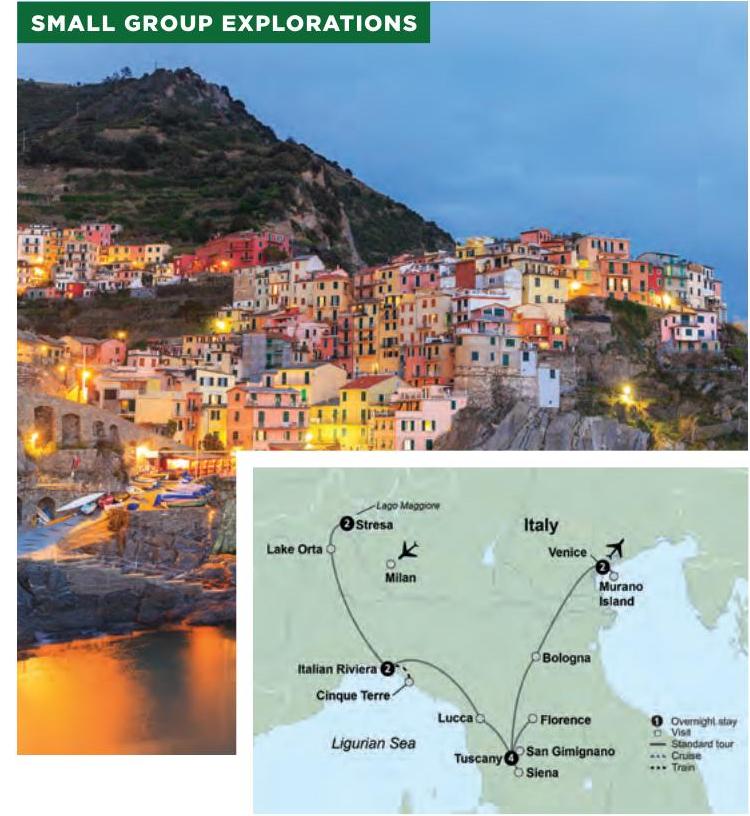 SMALL GROUP EXPLORATIONS
Lago Maggiore
2 Stresa
Italy
Lake Orta
Milan
Venice
2
Murano
Island
Italian Riviera 2
Bologna
Cinque Terre
Lucca
Florence
Ligurian Sea
San Gimignano
Tuscany 4
Siena
1 Overnight stay
Visit
Standard tour
Cruise
Train